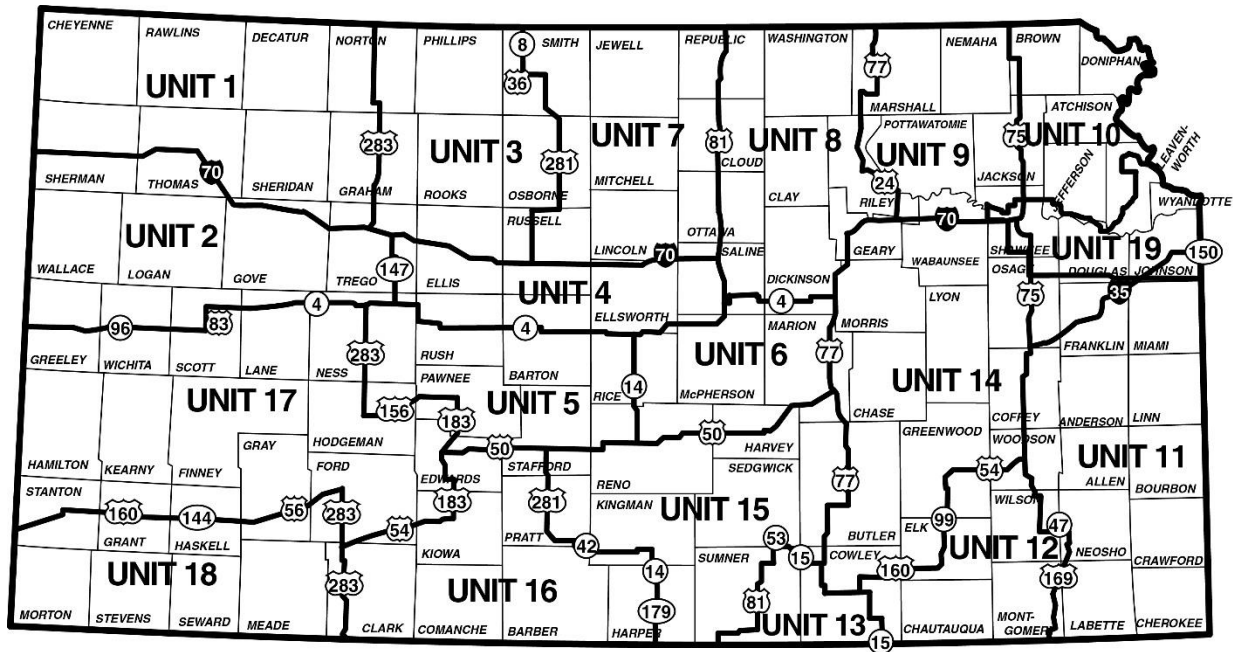 CHEYENNE
RAWLINS
DECATUR
NORTON
PHILLIPS
8
SMITH
JEWELL
REPUBLIC
WASHINGTON
NEMAHA
BROWN
DONIPHAN
UNIT 1
36
77
MARSHALL
ATCHISON
283
UNIT 3
281
UNIT 7
81
UNIT 8
POTTAWATOMIE
UNIT 9
75
UNIT 10
LEAVEN-
WORTH
SHERMAN
THOMAS
70
SHERIDAN
GRAHAM
ROOKS
OSBORNE
MITCHELL
CLOUD
CLAY
24
RILEY
JACKSON
JEFFERSON
WYANDOTTE
RUSSELL
UNIT 2
OTTAWA
70
GEARY
SHAWNEE
UNIT 19
150
WALLACE
LOGAN
GOVE
TREGO
147
ELLIS
LINCOLN
70
SALINE
DICKINSON
WABAUNSEE
OSAGE
DOUGLAS
JOHNSON
96
83
4
4
UNIT 4
ELLSWORTH
4
MARION
MORRIS
LYON
75
35
GREELEY
WICHITA
SCOTT
LANE
NESS
283
RUSH
BARTON
RICE
14
UNIT 6
McPHERSON
77
UNIT 14
FRANKLIN
MIAMI
PAWNEE
UNIT 17
156
183
UNIT 5
CHASE
COFFEY
ANDERSON
LINN
HAMILTON
KEARNY
FINNEY
GRAY
HODGEMAN
50
STAFFORD
50
HARVEY
GREENWOOD
WOODSON
UNIT 11
FORD
EDWARDS
RENO
SEDGWICK
54
ALLEN
BOURBON
STANTON
160
144
56
283
183
281
KINGMAN
UNIT 15
77
WILSON
GRANT
HASKELL
54
KIOWA
PRATT
42
53
BUTLER
ELK
99
47
UNIT 12
NEOSHO
CRAWFORD
UNIT 18
283
UNIT 16
14
SUMNER
15
COWLEY
160
169
MORTON
STEVENS
SEWARD
MEADE
CLARK
COMANCHE
BARBER
179
HARPER
81
UNIT 13
15
CHAUTAUQUA
MONT-
GOMERY
LABETTE
CHEROKEE